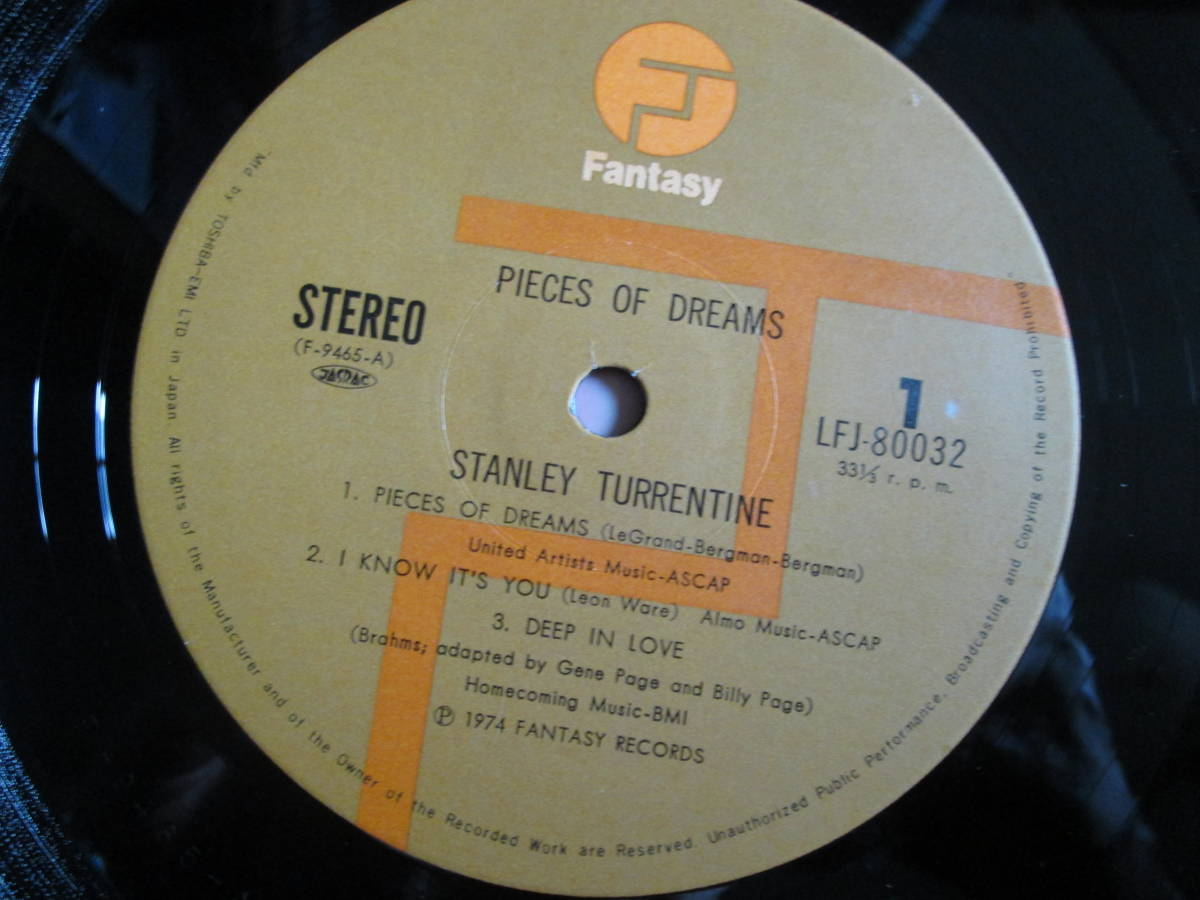 Fantasy
PIECES OF DREAMS
STEREO
(F-9465-A)
JASRAC
1
LFJ-80032
33⅓ r. p. m.
STANLEY TURRENTINE
1. PIECES OF DREAMS (LeGrand-Bergman-Bergman)
United Artists Music-ASCAP
2. I KNOW IT'S YOU (Leon Ware) Almo Music-ASCAP
3. DEEP IN LOVE
(Brahms; adapted by Gene Page and Billy Page)
Homecoming Music-BMI
℗ 1974 FANTASY RECORDS
"Mfd by TOSHIBA-EMI LTD in Japan. All rights of the Manufacturer and of the Owner of the Recorded Work are Reserved. Unauthorized Public Performance, Broadcasting and Copying of the Record Prohibited"